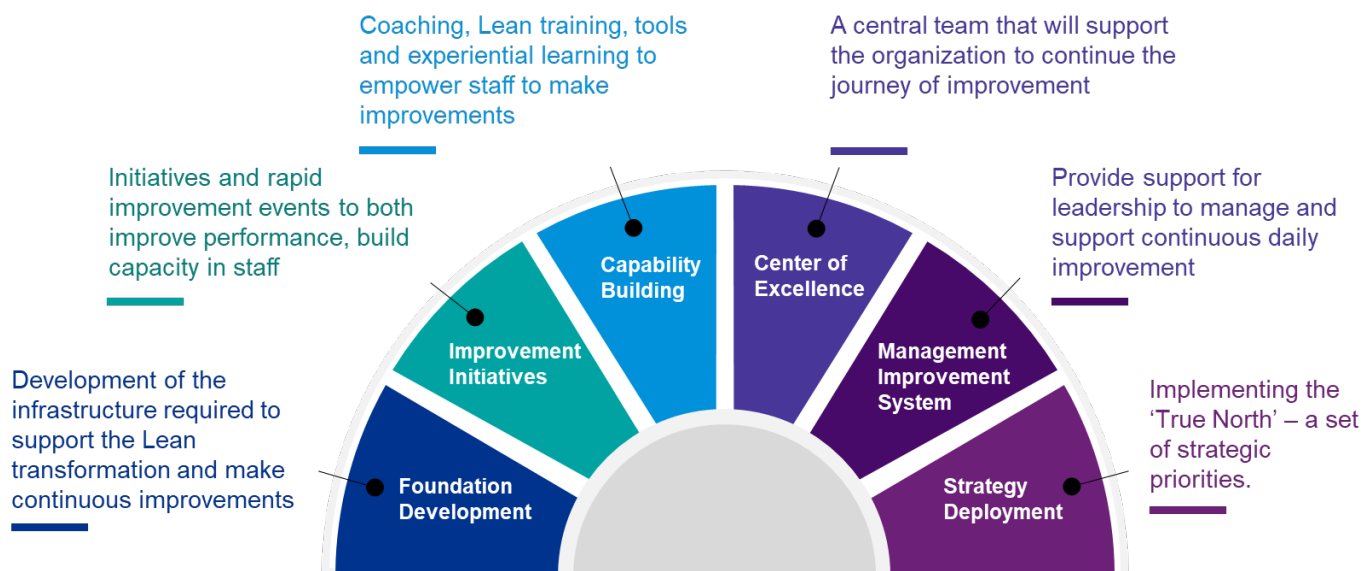 Coaching, Lean training, tools
and experiential learning to
empower staff to make
improvements
A central team that will support
the organization to continue the
journey of improvement
Initiatives and rapid
improvement events to both
improve performance, build
capacity in staff
Provide support for
leadership to manage and
support continuous daily
improvement
Development of the
infrastructure required to
support the Lean
transformation and make
continuous improvements
Implementing the
‘True North’ – a set
of strategic
priorities.
Foundation
Development
Improvement
Initiatives
Capability
Building
Center of
Excellence
Management
Improvement
System
Strategy
Deployment